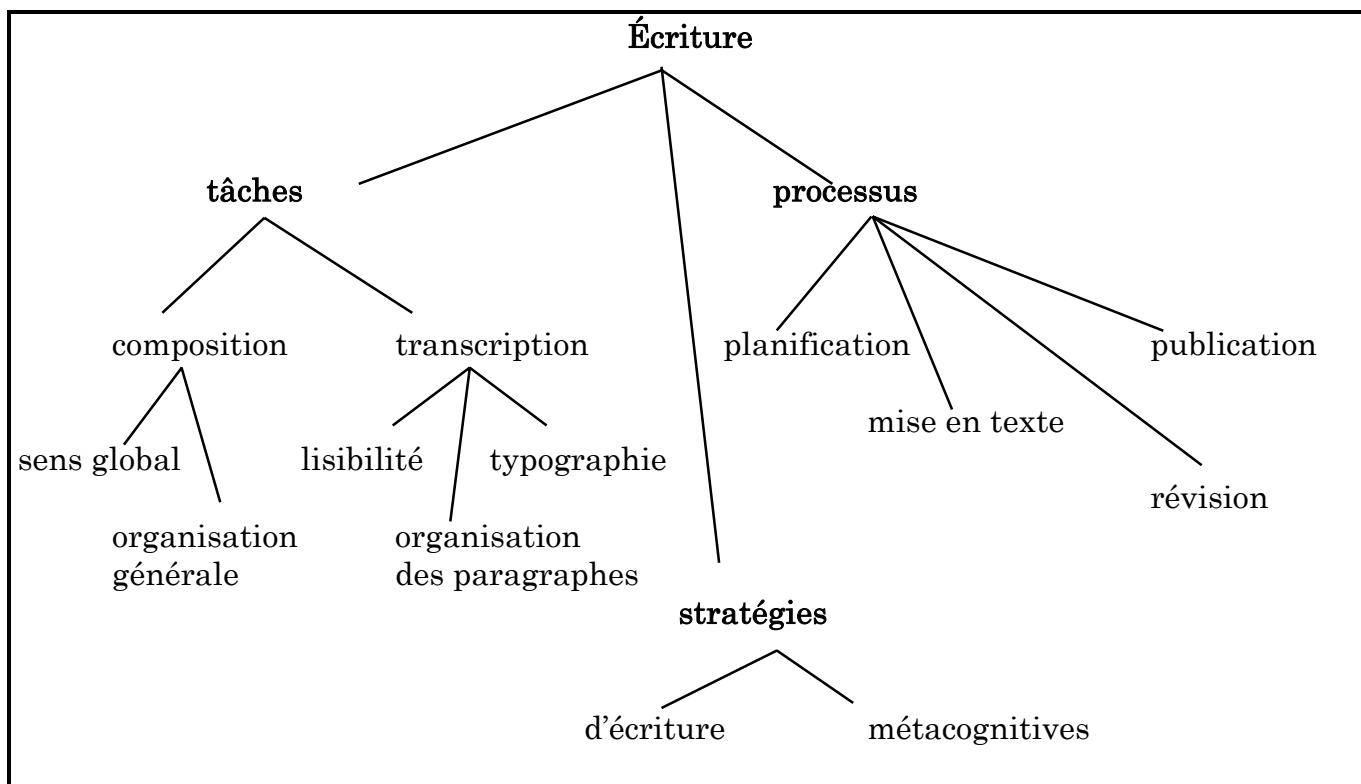 Écriture
tâches
processus
composition
transcription
planification
publication
mise en texte
sens global
lisibilité
typographie
révision
organisation
générale
organisation
des paragraphes
stratégies
d’écriture
métacognitives